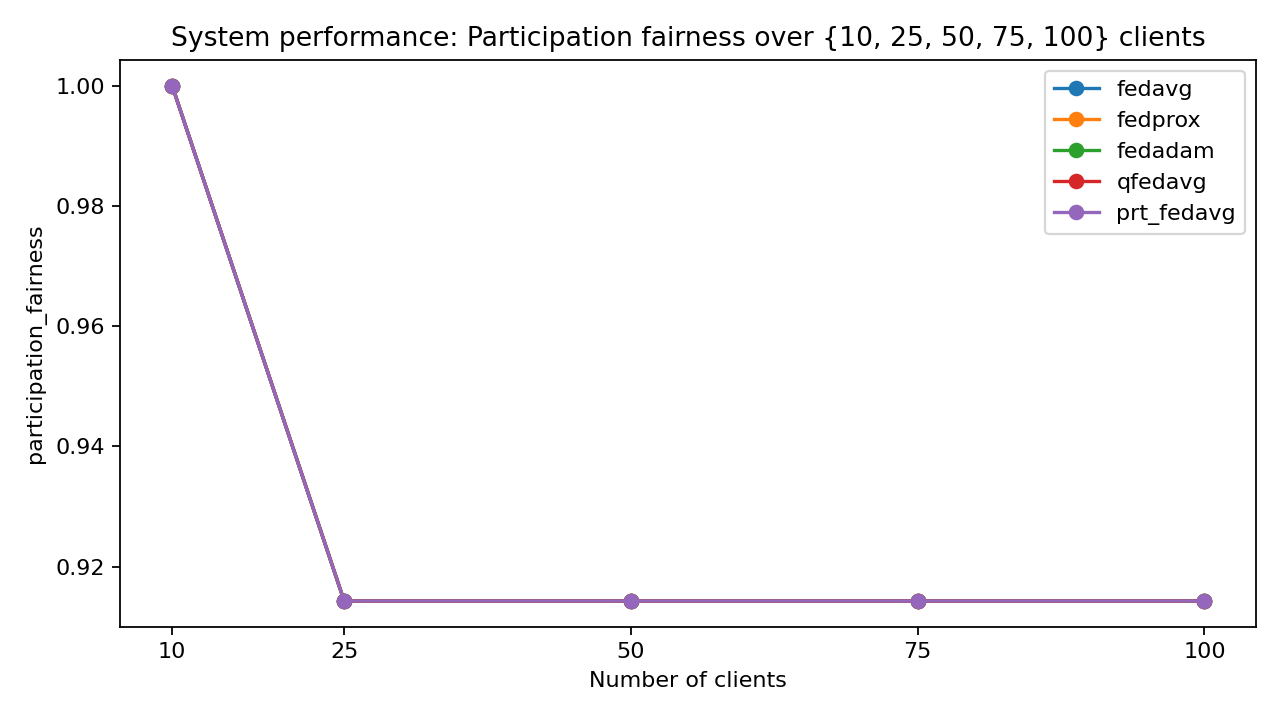 System performance: Participation fairness over {10, 25, 50, 75, 100} clients
1.00
0.98
0.96
0.94
0.92
participation_fairness
fedavg
fedprox
fedadam
qfedavg
prt_fedavg
10 25 50 75 100
Number of clients